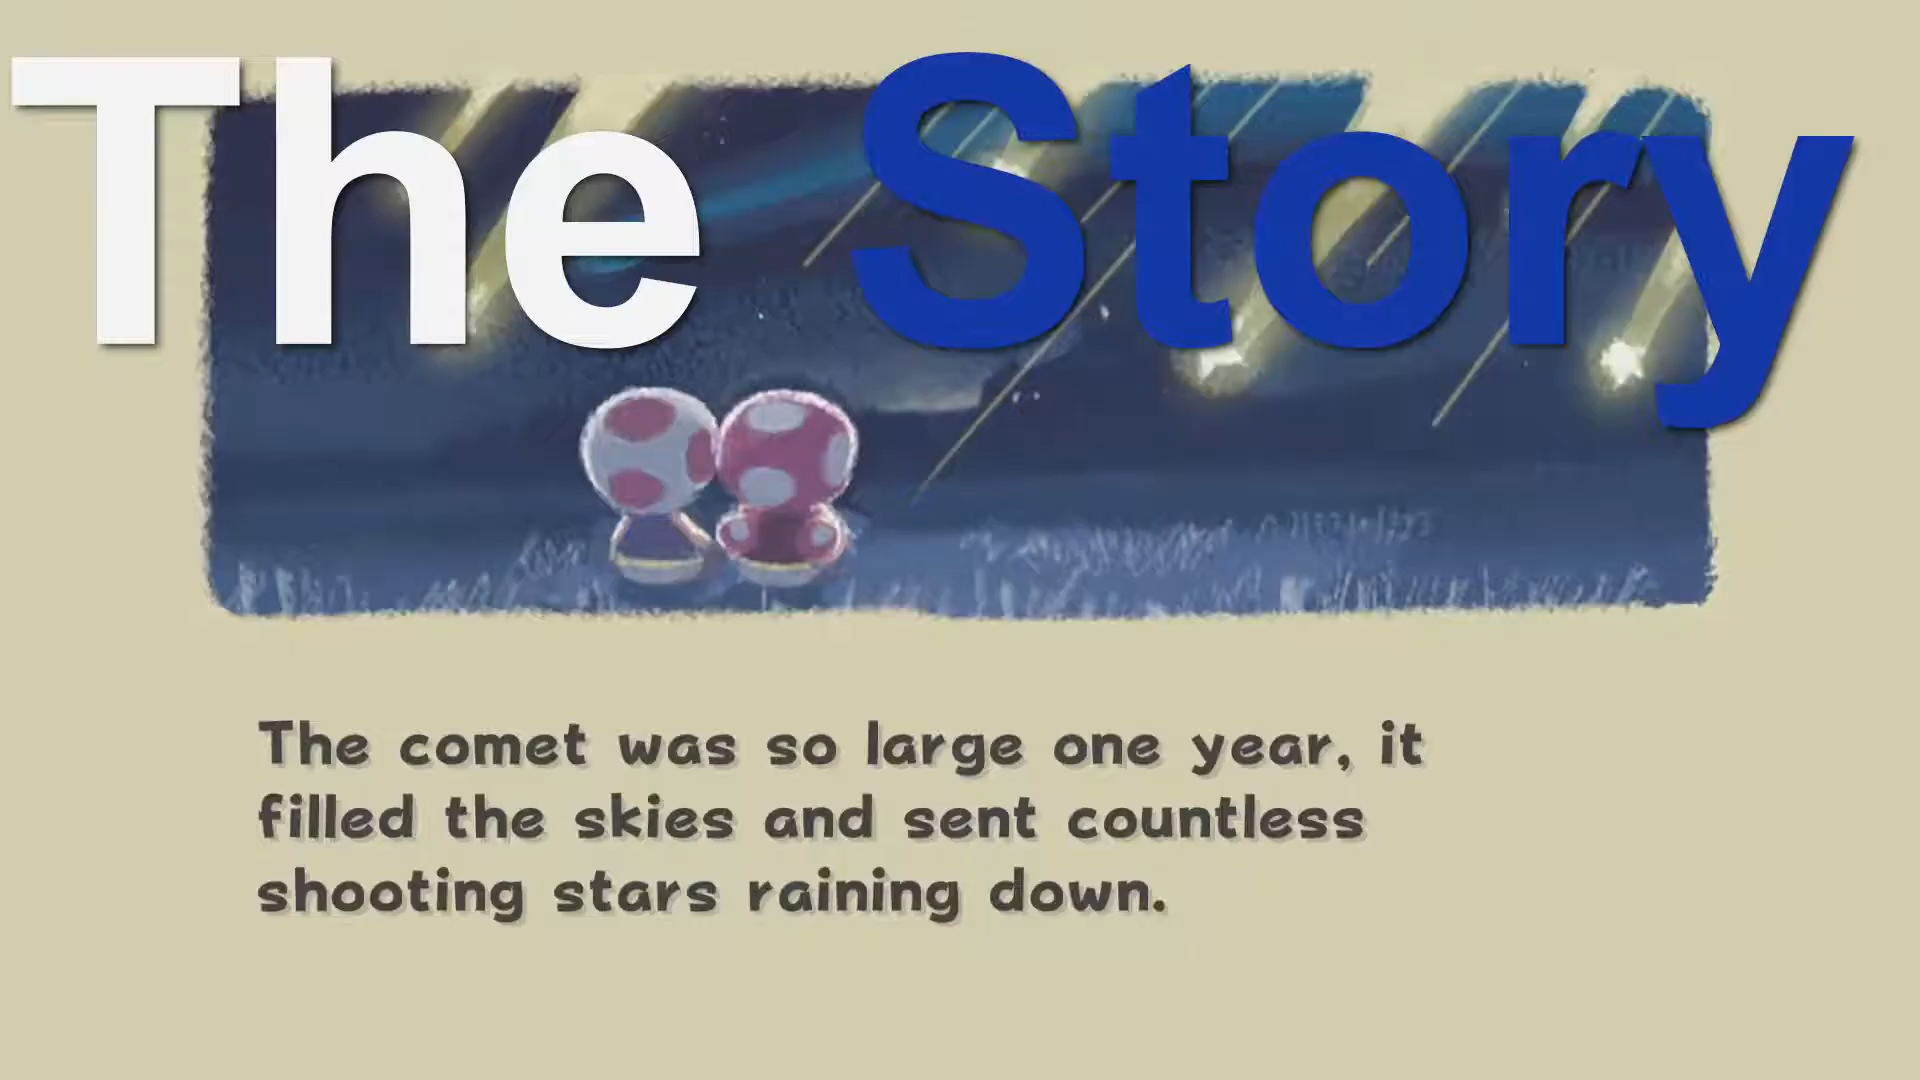 The Story
The comet was so large one year, it
filled the skies and sent countless
shooting stars raining down.